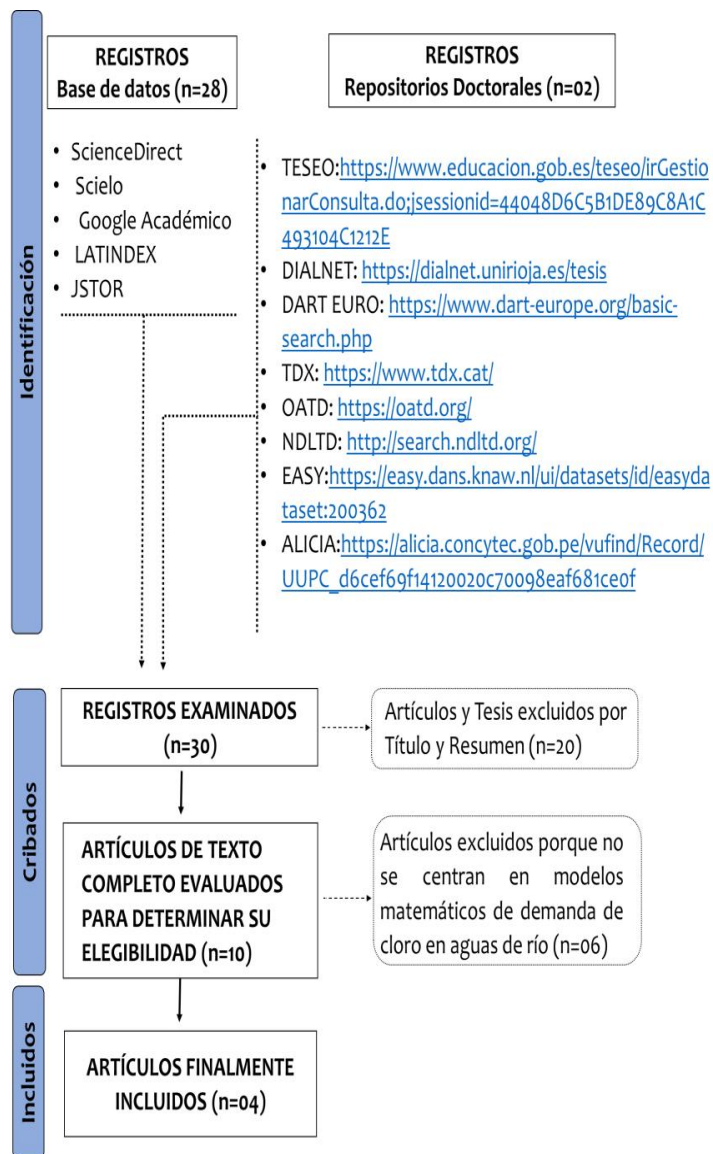 Identificación
REGISTROS
Base de datos (n=28)
• ScienceDirect
• Scielo
• Google Académico
• LATINDEX
• JSTOR
REGISTROS
Repositorios Doctorales (n=02)
• TESEO:https://www.educacion.gob.es/teseo/irGestio
narConsulta.do;jsessionid=44048D6C5B1DE89C8A1C
493104C1212E
• DIALNET: https://dialnet.unirioja.es/tesis
• DART EURO: https://www.dart-europe.org/basic-
search.php
• TDX: https://www.tdx.cat/
• OATD: https://oatd.org/
• NDLTD: http://search.ndltd.org/
• EASY:https://easy.dans.knaw.nl/ui/datasets/id/easyda
taset:200362
• ALICIA:https://alicia.concytec.gob.pe/vufind/Record/
UUPC_d6cef69f14120020c70098eaf681ce0f
Cribados
REGISTROS EXAMINADOS
(n=30)
Artículos y Tesis excluidos por
Título y Resumen (n=20)
ARTÍCULOS DE TEXTO
COMPLETO EVALUADOS
PARA DETERMINAR SU
ELEGIBILIDAD (n=10)
Artículos excluidos porque no
se centran en modelos
matemáticos de demanda de
cloro en aguas de río (n=06)
Incluidos
ARTÍCULOS FINALMENTE
INCLUIDOS (n=04)